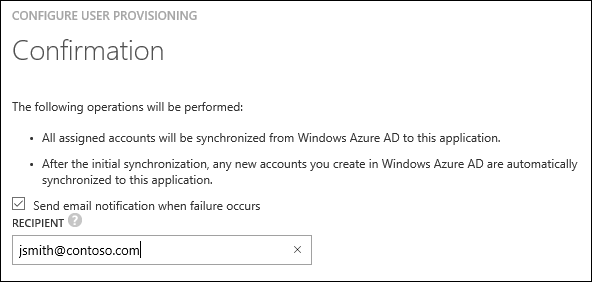 CONFIGURE USER PROVISIONING
Confirmation
The following operations will be performed:
• All assigned accounts will be synchronized from Windows Azure AD to this application.
• After the initial synchronization, any new accounts you create in Windows Azure AD are automatically
synchronized to this application.
Send email notification when failure occurs
RECIPIENT ?
jsmith@contoso.com ×